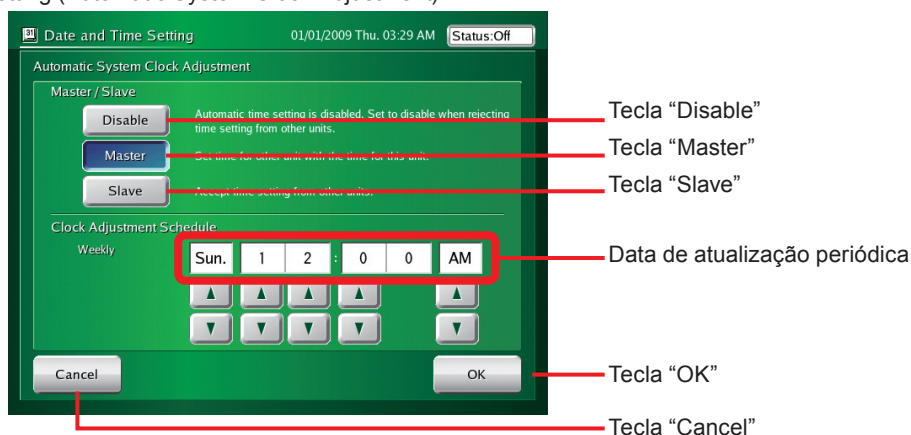 Date and Time Setting 01/01/2009 Thu. 03:29 AM Status:Off
Automatic System Clock Adjustment
Master / Slave
Disable
Automatic time setting is disabled. Set to disable when rejecting
time setting from other units.
Tecla “Disable”
Master
Set time for other unit with the time for this unit.
Tecla “Master”
Slave
Accept time setting from other units.
Tecla “Slave”
Clock Adjustment Schedule
Weekly
Sun. 1 2 : 0 0 AM
Data de atualização periódica
Cancel
OK
Tecla “OK”
Tecla “Cancel”